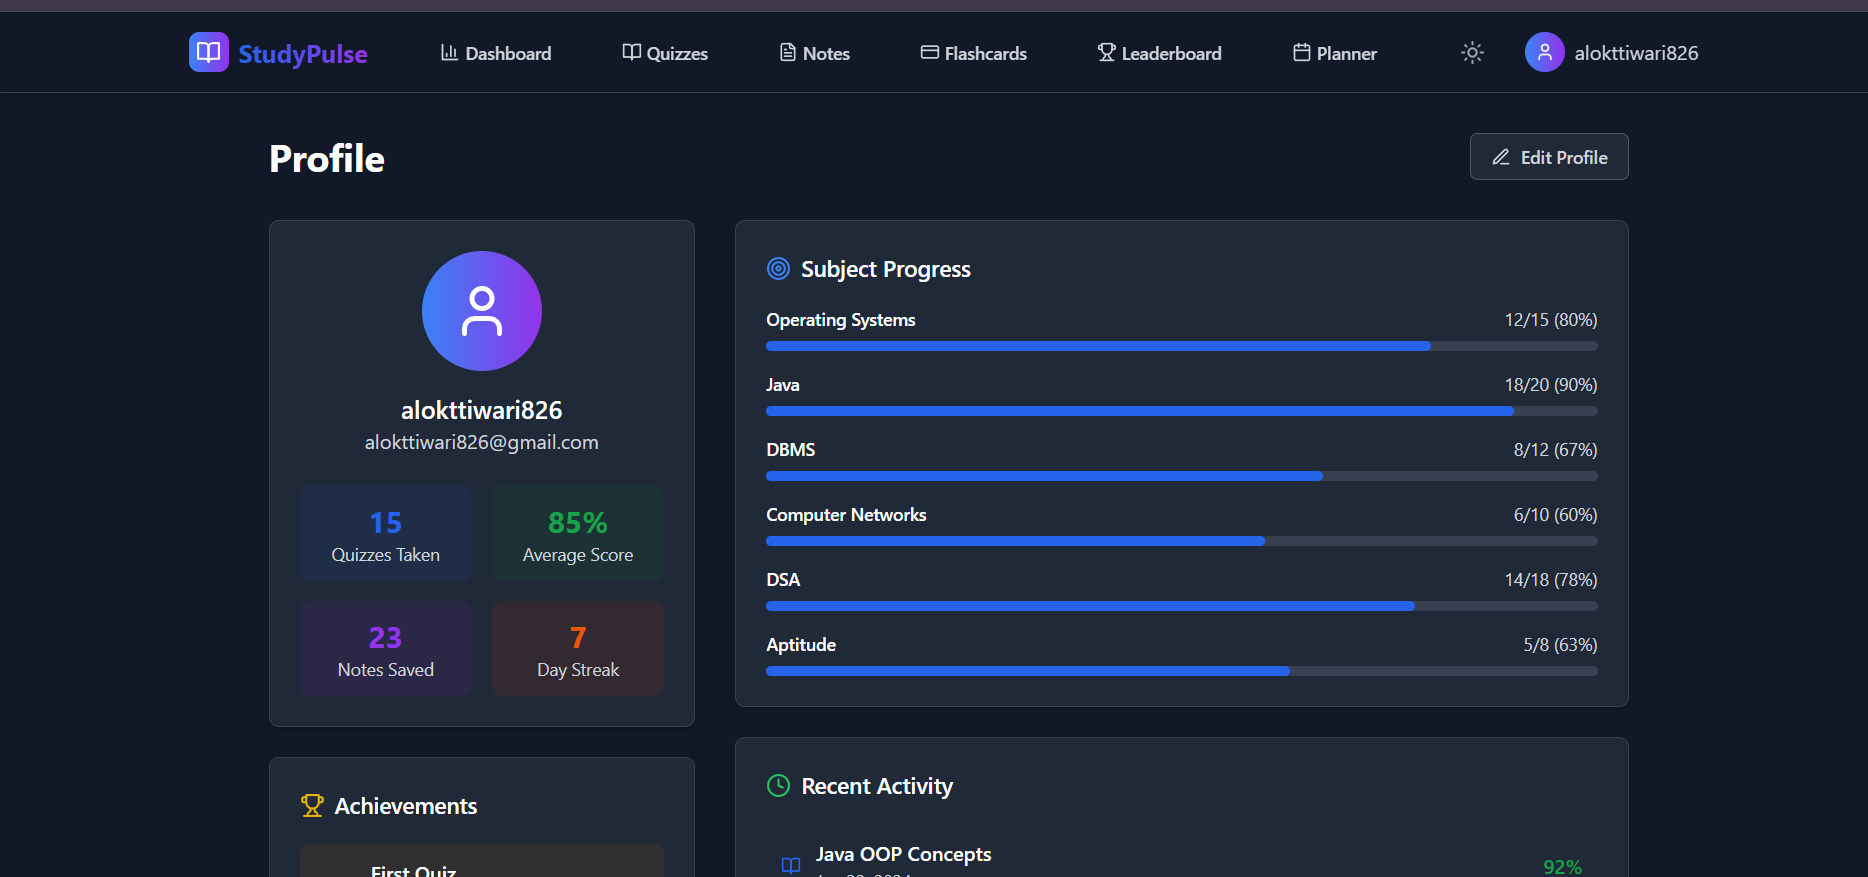 StudyPulse
Dashboard
Quizzes
Notes
Flashcards
Leaderboard
Planner
alokttiwari826
Profile
Edit Profile
alokttiwari826
alokttiwari826@gmail.com
15
Quizzes Taken
85%
Average Score
23
Notes Saved
7
Day Streak
Achievements
First Quiz
Subject Progress
Operating Systems
12/15 (80%)
Java
18/20 (90%)
DBMS
8/12 (67%)
Computer Networks
6/10 (60%)
DSA
14/18 (78%)
Aptitude
5/8 (63%)
Recent Activity
Java OOP Concepts
92%